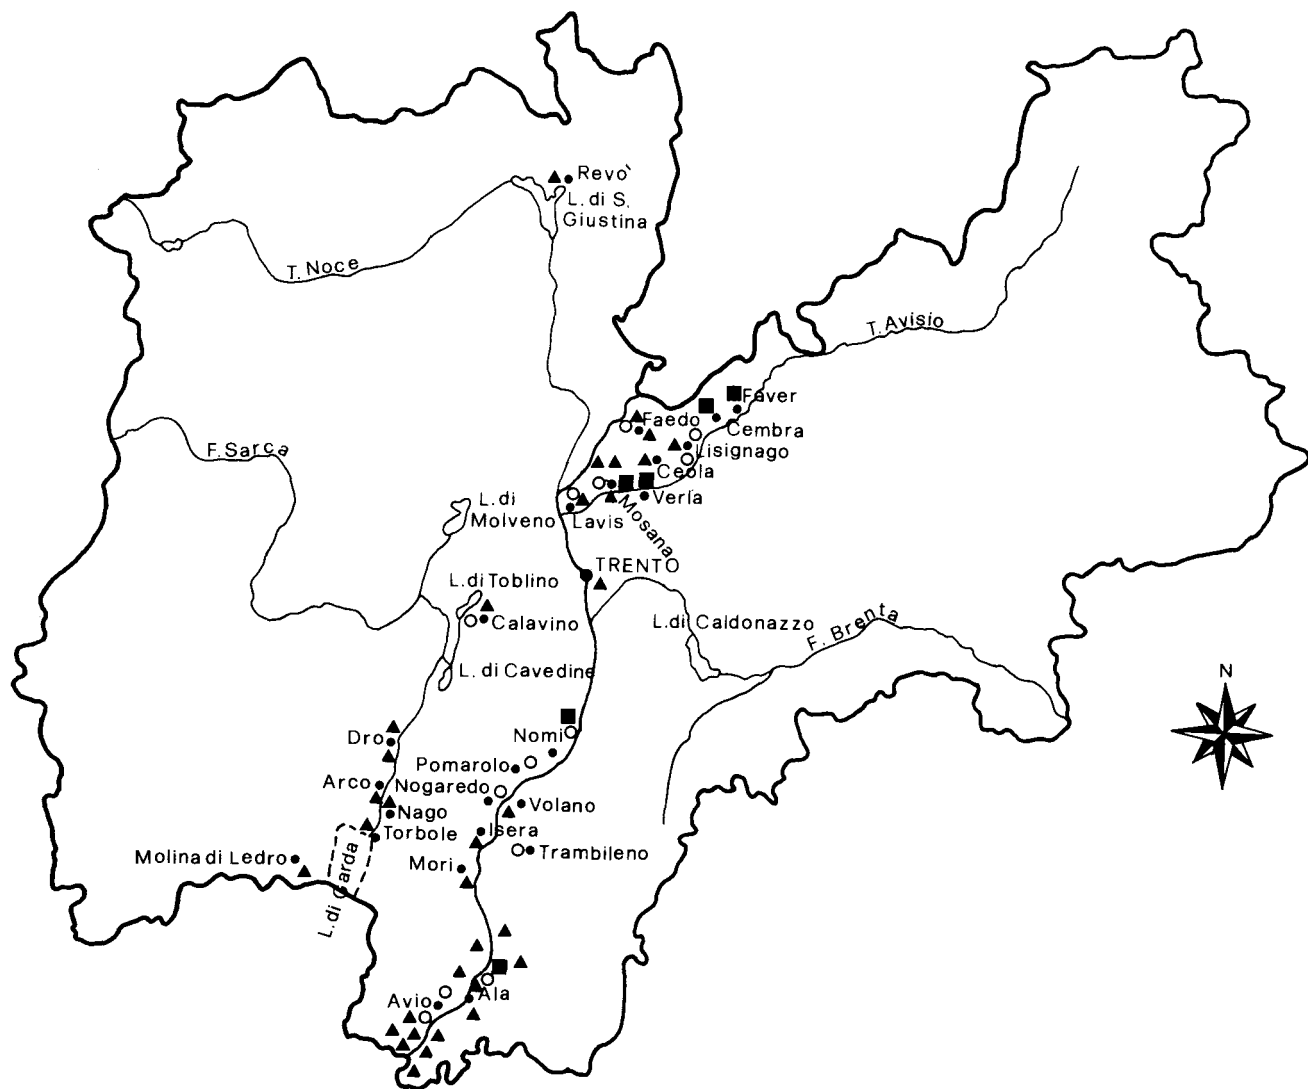 Revo`
L. di S.
Giustina
T. Noce
T. Avisio
Faver
Faedo
Cembra
F. Sarca
Lisignago
Ceola
L. di
Molveno
Verla
Mosana
Lavis
TRENTO
L. di Toblino
Calavino
L. di Caldonazzo
F. Brenta
L. di Cavedine
N
Dro
Nomi
Pomarolo
Arco
Nogaredo
Nago
Volano
Torbole
Isera
Molina di Ledro
Mori
Trambileno
L. di Garda
Avio
Ala